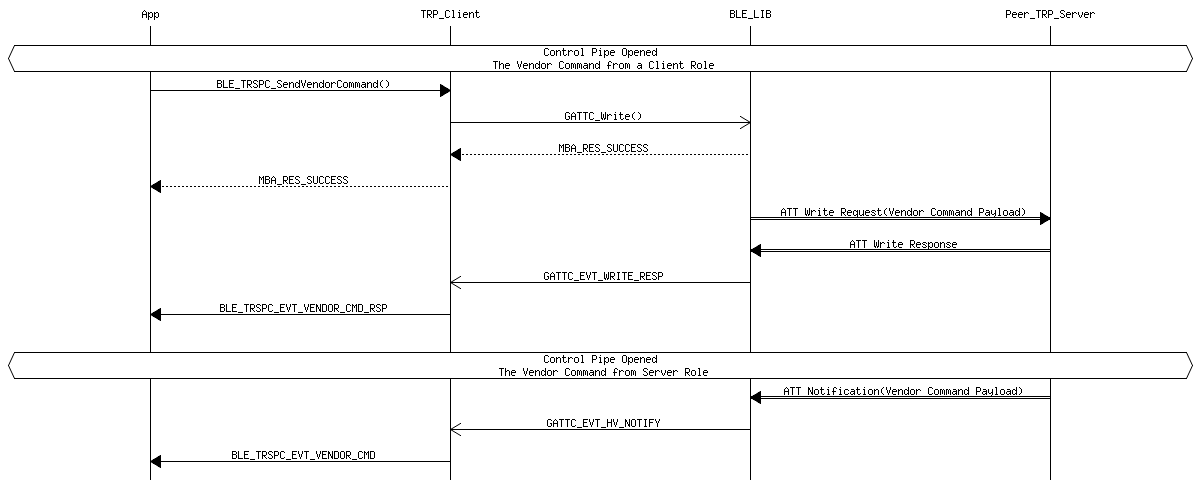 App TRP_Client BLE_LIB Peer_TRP_Server
Control Pipe Opened
The Vendor Command from a Client Role
BLE_TRSPC_SendVendorCommand()
GATTC_Write()
MBA_RES_SUCCESS
MBA_RES_SUCCESS
ATT Write Request(Vendor Command Payload)
ATT Write Response
GATTC_EVT_WRITE_RESP
BLE_TRSPC_EVT_VENDOR_CMD_RSP
Control Pipe Opened
The Vendor Command from Server Role
ATT Notification(Vendor Command Payload)
GATTC_EVT_HV_NOTIFY
BLE_TRSPC_EVT_VENDOR_CMD